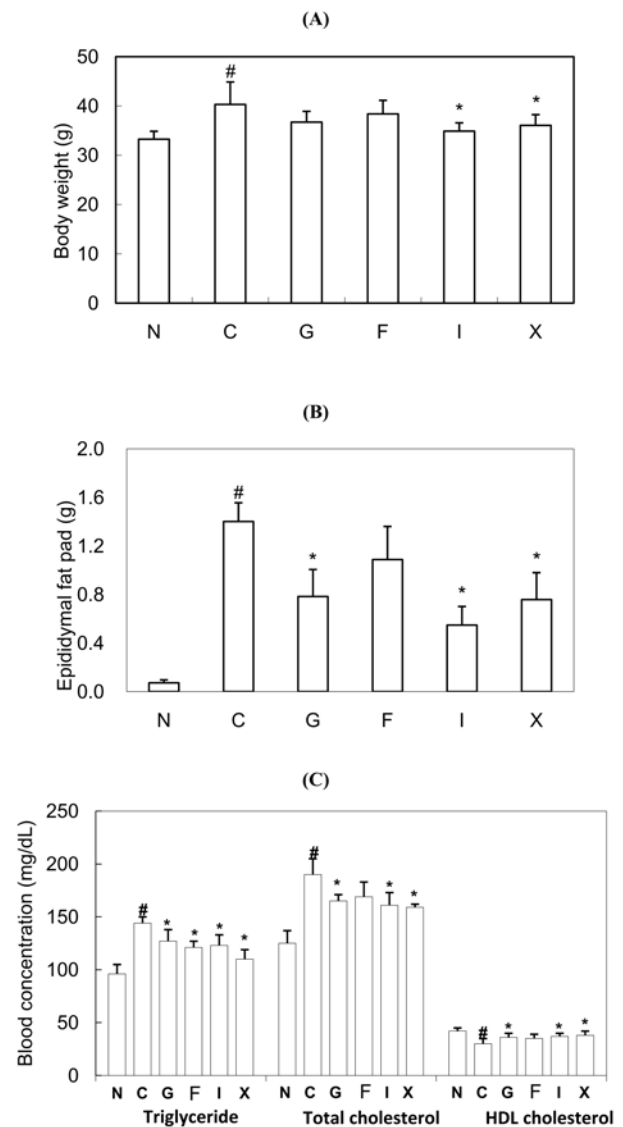 (A)
50
40
30
20
10
0
Body weight (g)
#
*
*
N C G F I X
(B)
2.0
1.6
1.2
0.8
0.4
0.0
Epididymal fat pad (g)
#
*
*
*
N C G F I X
(C)
250
200
150
100
50
0
Blood concentration (mg/dL)
# * * * *
# * * *
# * * *
N C G F I X N C G F I X N C G F I X
Triglyceride Total cholesterol HDL cholesterol